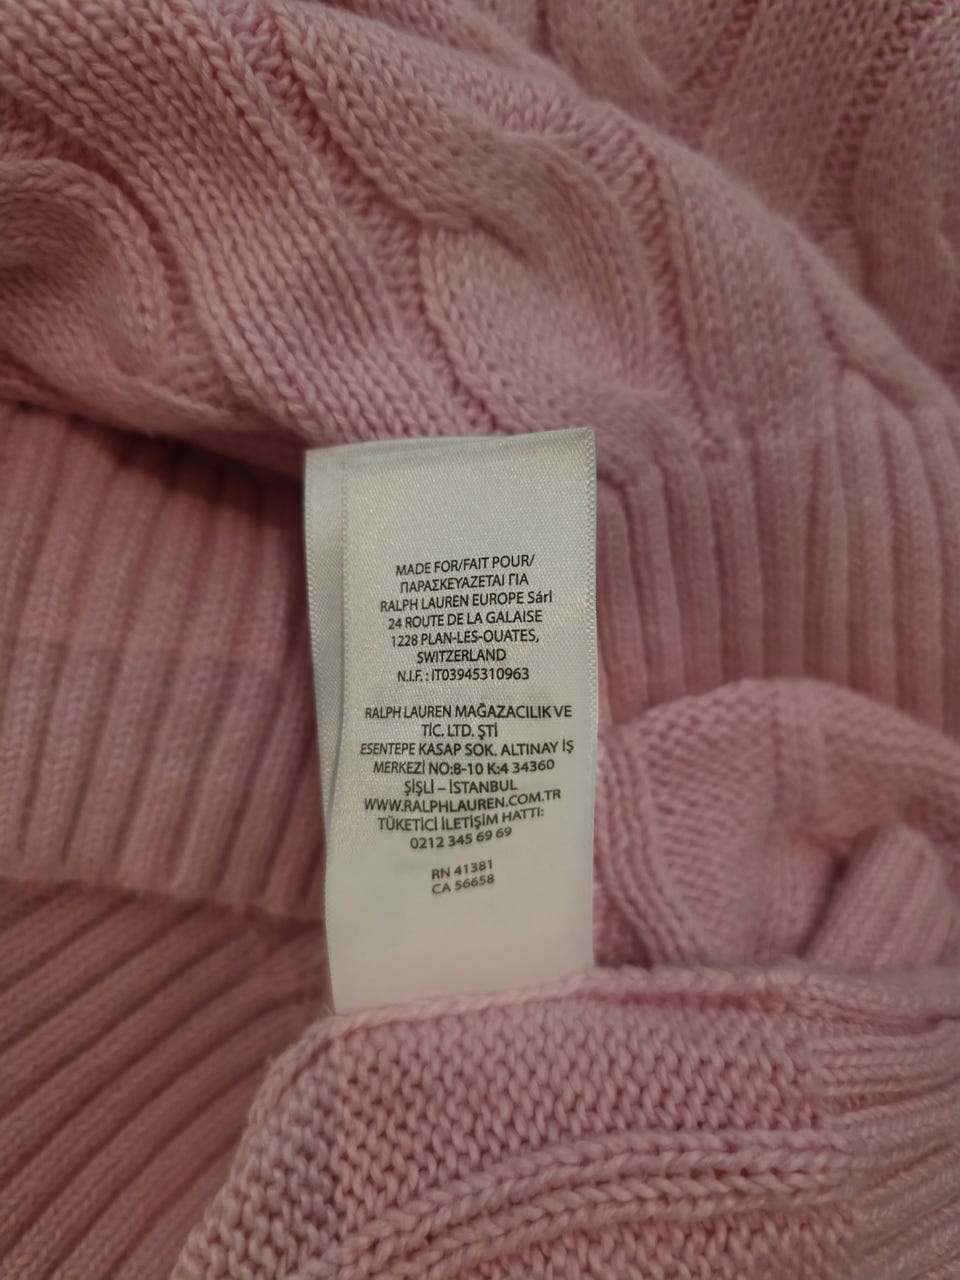 MADE FOR/FAIT POUR/
ΠΑΡΑΣΚΕΥΑΖΕΤΑΙ ΓΙΑ
RALPH LAUREN EUROPE Sárl
24 ROUTE DE LA GALAISE
1228 PLAN-LES-OUATES,
SWITZERLAND
N.I.F. : IT03945310963
RALPH LAUREN MAĞAZACILIK VE
TİC. LTD. ŞTİ
ESENTEPE KASAP SOK. ALTINAY İŞ
MERKEZİ NO:8-10 K:4 34360
ŞİŞLİ – İSTANBUL
WWW.RALPHLAUREN.COM.TR
TÜKETİCİ İLETİŞİM HATTI:
0212 345 69 69
RN 41381
CA 56658